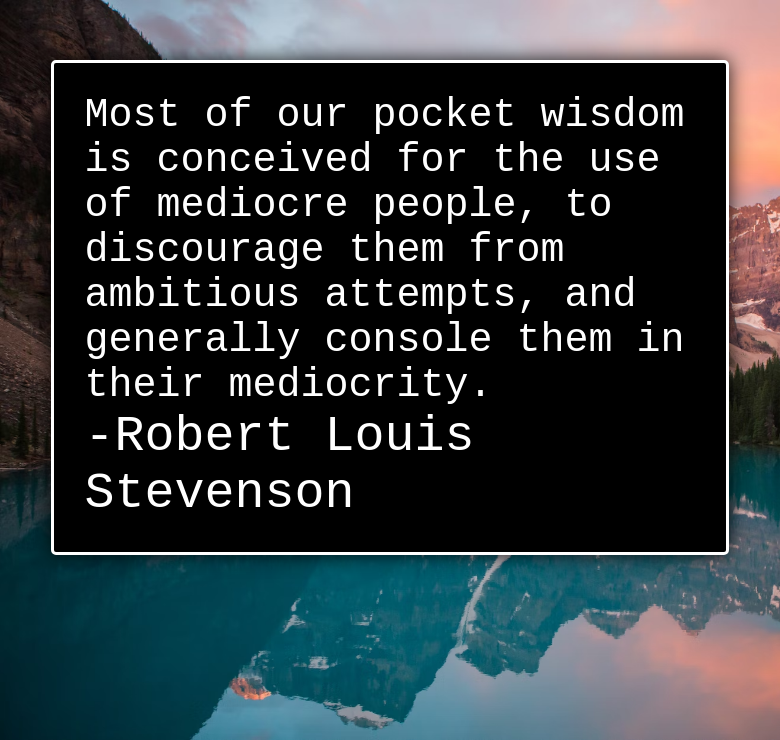 Most of our pocket wisdom
is conceived for the use
of mediocre people, to
discourage them from
ambitious attempts, and
generally console them in
their mediocrity.
-Robert Louis
Stevenson